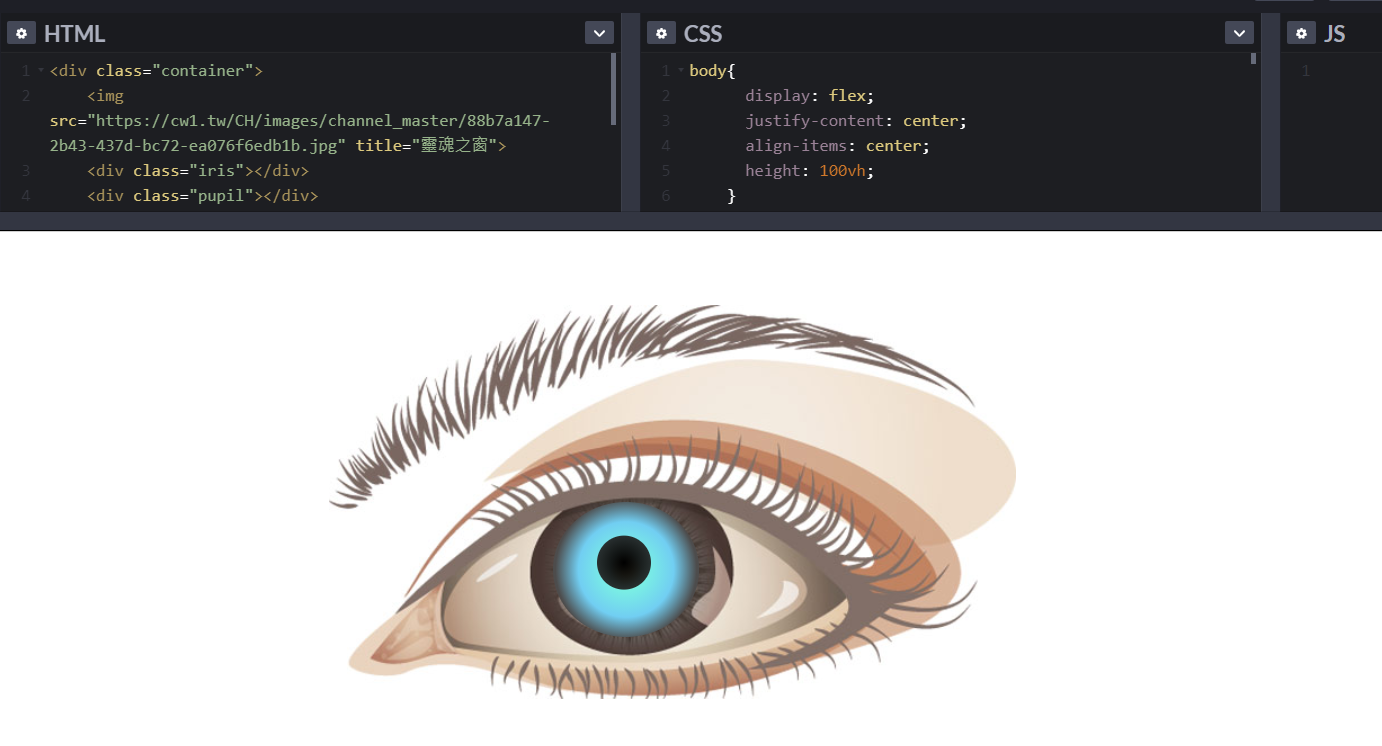 HTML
1 <div class="container">
2 <img
src="https://cw1.tw/CH/images/channel_master/88b7a147-
2b43-437d-bc72-ea076f6edb1b.jpg" title="靈魂之窗">
3 <div class="iris"></div>
4 <div class="pupil"></div>
CSS
1 body{
2 display: flex;
3 justify-content: center;
4 align-items: center;
5 height: 100vh;
6 }
JS
1